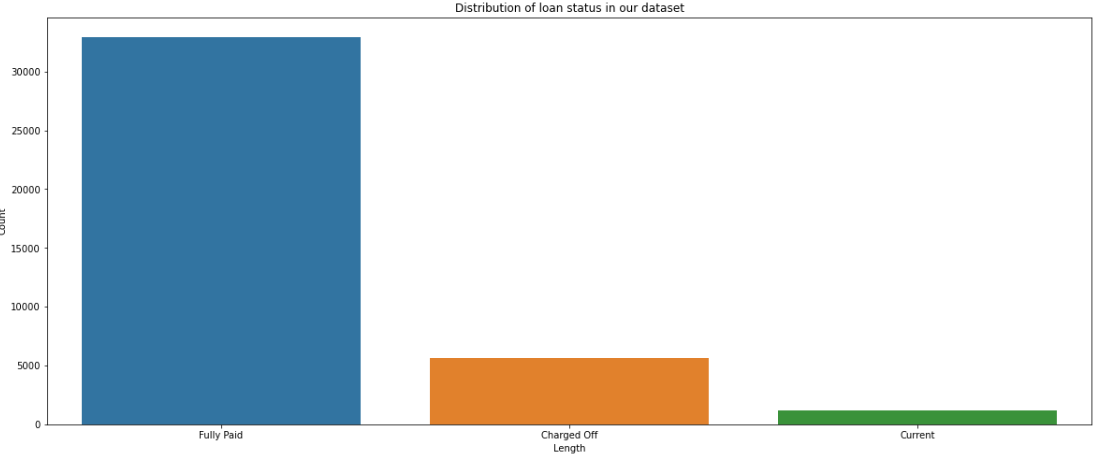 Distribution of loan status in our dataset
30000
25000
20000
15000
10000
5000
0
Count
Fully Paid Charged Off Current
Length